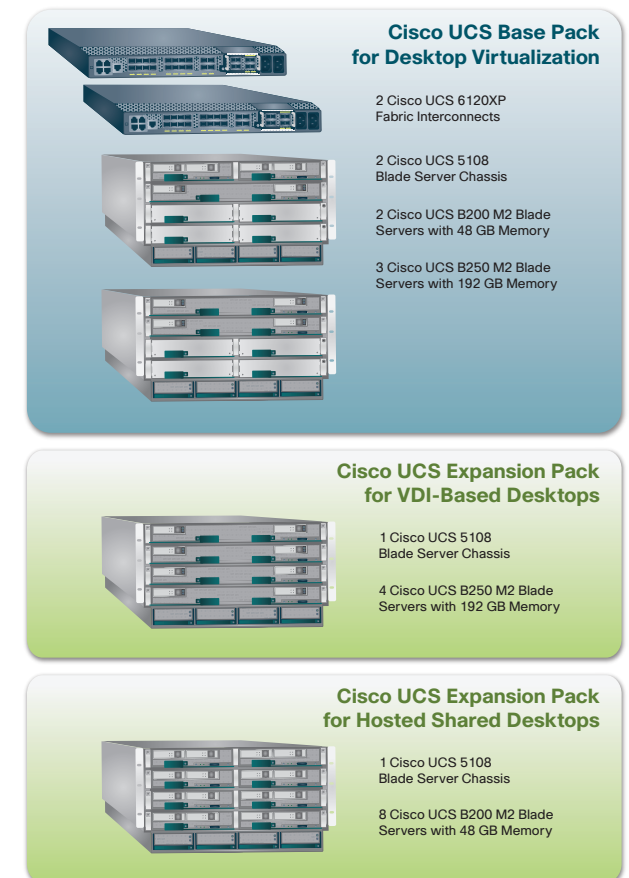 Cisco UCS Base Pack
for Desktop Virtualization
2 Cisco UCS 6120XP
Fabric Interconnects
2 Cisco UCS 5108
Blade Server Chassis
2 Cisco UCS B200 M2 Blade
Servers with 48 GB Memory
3 Cisco UCS B250 M2 Blade
Servers with 192 GB Memory
Cisco UCS Expansion Pack
for VDI-Based Desktops
1 Cisco UCS 5108
Blade Server Chassis
4 Cisco UCS B250 M2 Blade
Servers with 192 GB Memory
Cisco UCS Expansion Pack
for Hosted Shared Desktops
1 Cisco UCS 5108
Blade Server Chassis
8 Cisco UCS B200 M2 Blade
Servers with 48 GB Memory